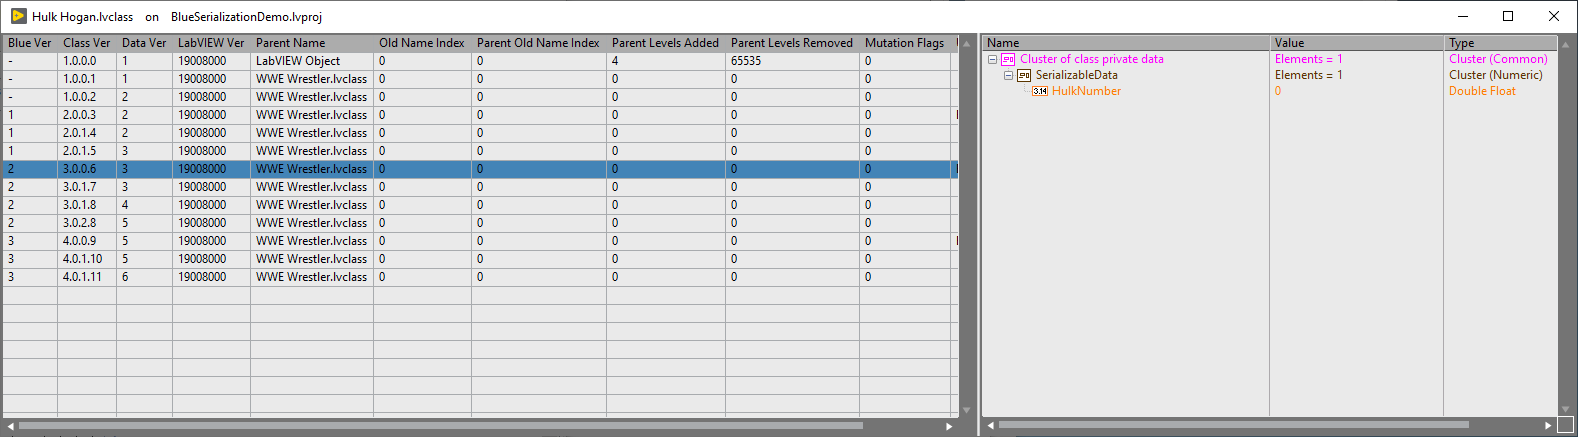 Hulk Hogan.lvclass on BlueSerializationDemo.lvproj
Blue Ver Class Ver Data Ver LabVIEW Ver Parent Name Old Name Index Parent Old Name Index Parent Levels Added Parent Levels Removed Mutation Flags
- 1.0.0.0 1 19008000 LabVIEW Object 0 0 4 65535 0
- 1.0.0.1 1 19008000 WWE Wrestler.lvclass 0 0 0 0 0
- 1.0.0.2 2 19008000 WWE Wrestler.lvclass 0 0 0 0 0
1 2.0.0.3 2 19008000 WWE Wrestler.lvclass 0 0 0 0 0
1 2.0.1.4 2 19008000 WWE Wrestler.lvclass 0 0 0 0 0
1 2.0.1.5 3 19008000 WWE Wrestler.lvclass 0 0 0 0 0
2 3.0.0.6 3 19008000 WWE Wrestler.lvclass 0 0 0 0 0
2 3.0.1.7 3 19008000 WWE Wrestler.lvclass 0 0 0 0 0
2 3.0.1.8 4 19008000 WWE Wrestler.lvclass 0 0 0 0 0
2 3.0.2.8 5 19008000 WWE Wrestler.lvclass 0 0 0 0 0
3 4.0.0.9 5 19008000 WWE Wrestler.lvclass 0 0 0 0 0
3 4.0.1.10 5 19008000 WWE Wrestler.lvclass 0 0 0 0 0
3 4.0.1.11 6 19008000 WWE Wrestler.lvclass 0 0 0 0 0
Name Value Type
Cluster of class private data Elements = 1 Cluster (Common)
SerializableData Elements = 1 Cluster (Numeric)
3.14 HulkNumber 0 Double Float